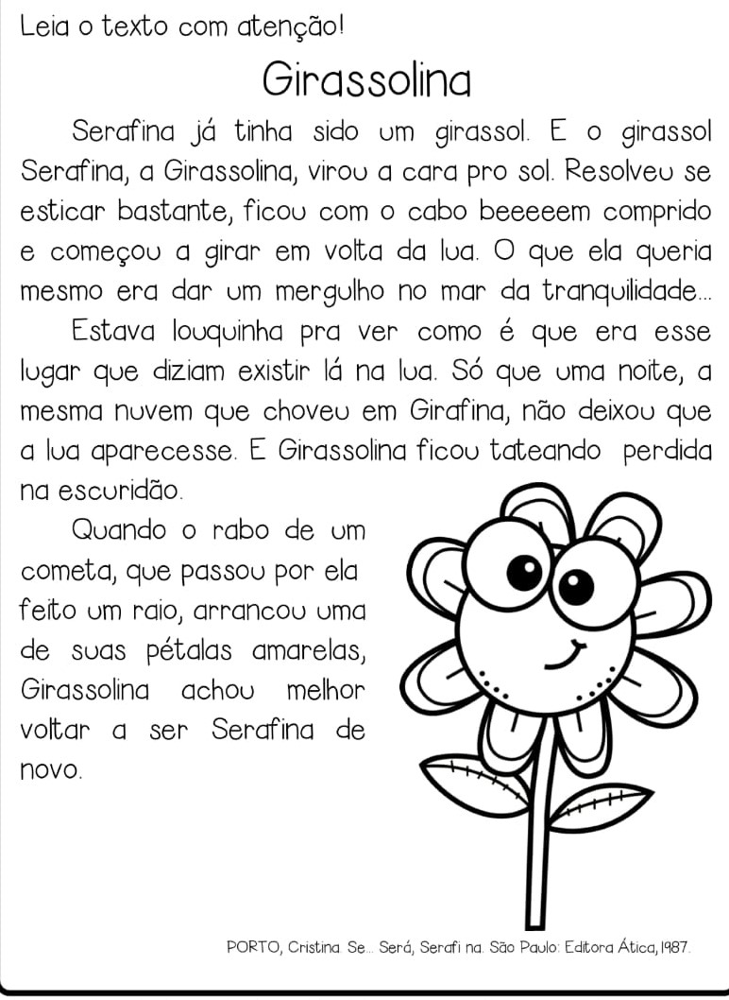 Leia o texto com atenção!
Girassolina
Serafina já tinha sido um girassol. E o girassol
Serafina, a Girassolina, virou a cara pro sol. Resolveu se
esticar bastante, ficou com o cabo beeeeem comprido
e começou a girar em volta da lua. O que ela queria
mesmo era dar um mergulho no mar da tranquilidade...
Estava louquinha pra ver como é que era esse
lugar que diziam existir lá na lua. Só que uma noite, a
mesma nuvem que choveu em Girafina, não deixou que
a lua aparecesse. E Girassolina ficou tateando perdida
na escuridão.
Quando o rabo de um
cometa, que passou por ela
feito um raio, arrancou uma
de suas pétalas amarelas,
Girassolina achou melhor
voltar a ser Serafina de
novo.
PORTO, Cristina. Se... Será, Serafi na. São Paulo: Editora Ática, 1987.